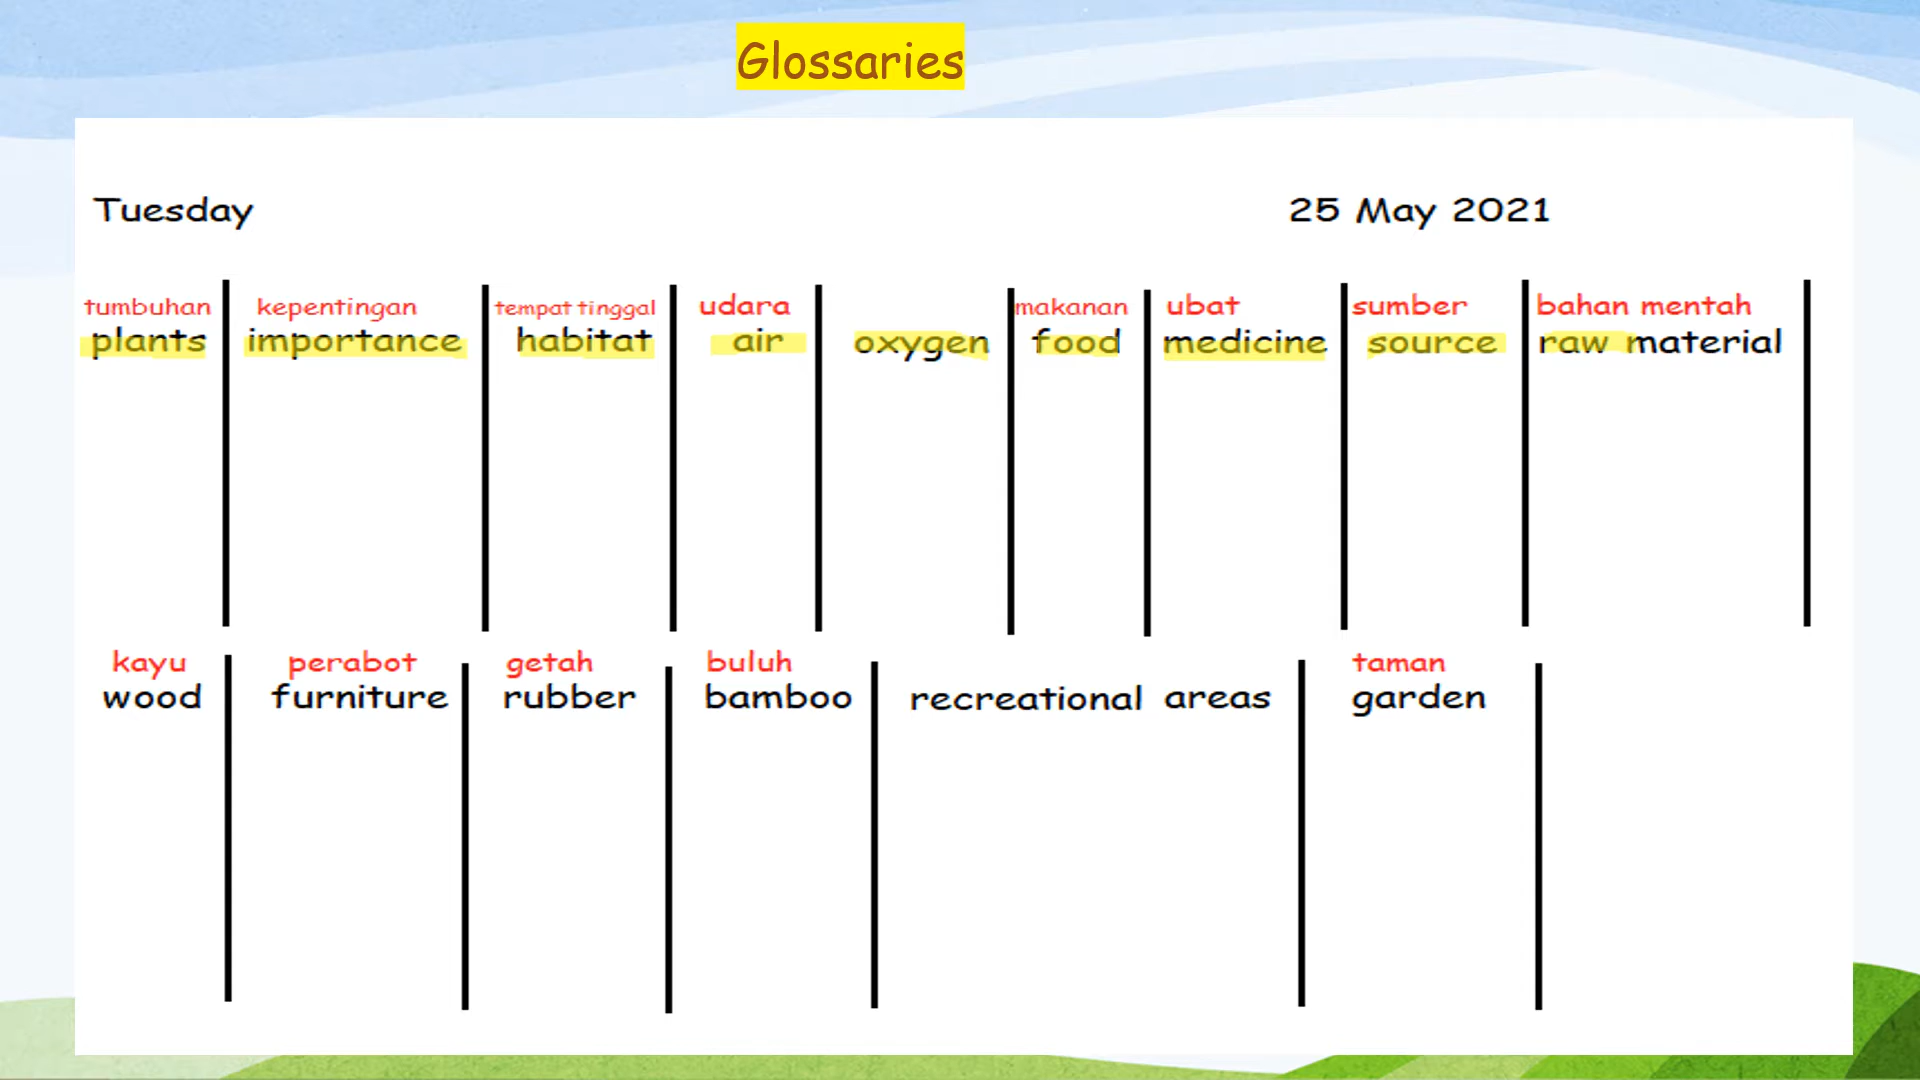 Glossaries
Tuesday 25 May 2021
tumbuhan kepentingan tempat tinggal udara makanan ubat sumber bahan mentah
plants importance habitat air oxygen food medicine source raw material
kayu perabot getah buluh taman
wood furniture rubber bamboo recreational areas garden